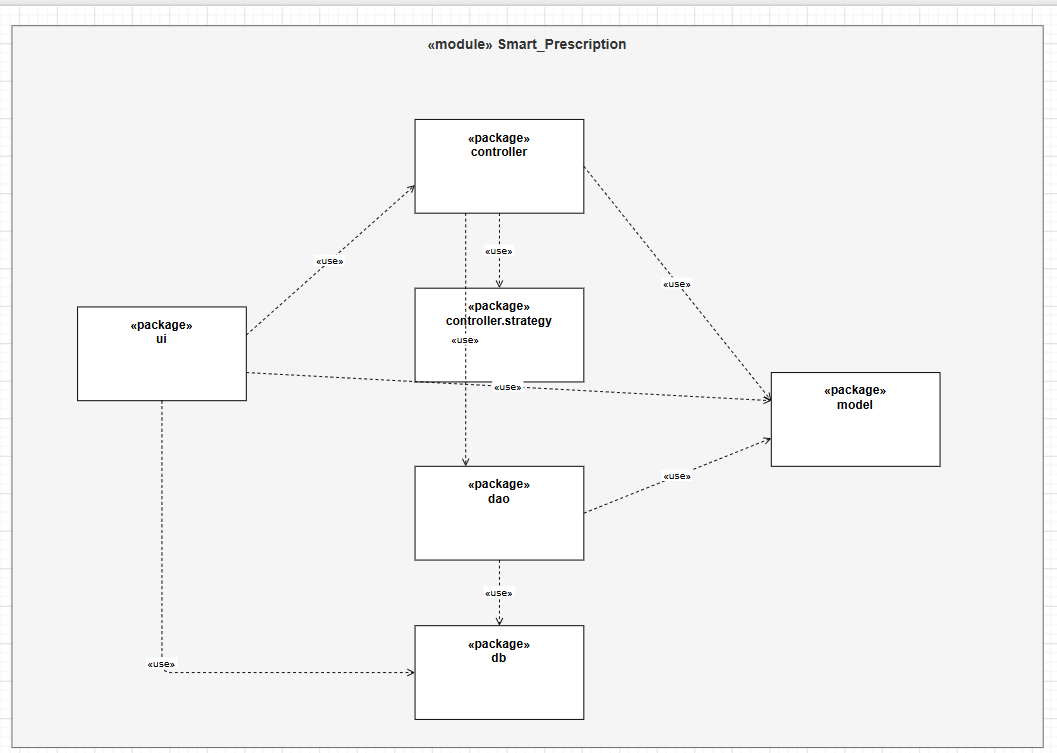 «module» Smart_Prescription
«package»
controller
«use»
«use»
«use»
«package»
controller.strategy
«package»
ui
«use»
«use»
«package»
model
«use»
«package»
dao
«use»
«package»
db
«use»